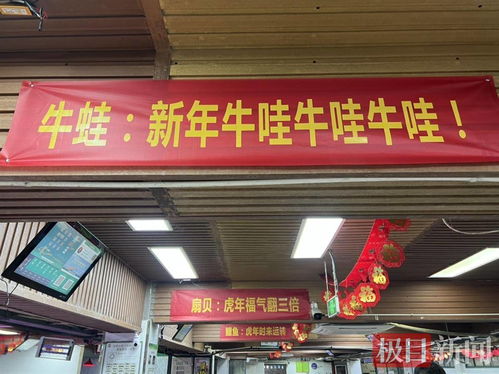 牛蛙：新年牛哇牛哇牛哇！
扇贝：虎年福气翻三倍
鲍鱼：虎年时来运转
极目新闻